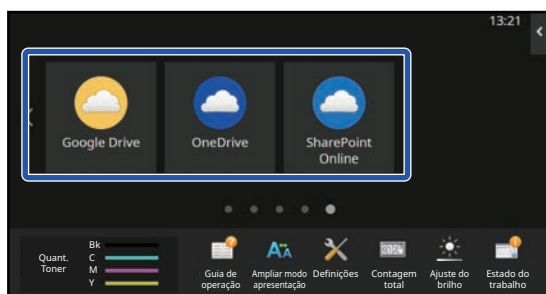 13:21
Google Drive
OneDrive
SharePoint
Online
Quant.
Toner
Bk
C
M
Y
Guia de
operação
Ampliar modo
apresentação
Definições
Contagem
total
Ajuste do
brilho
Estado do
trabalho